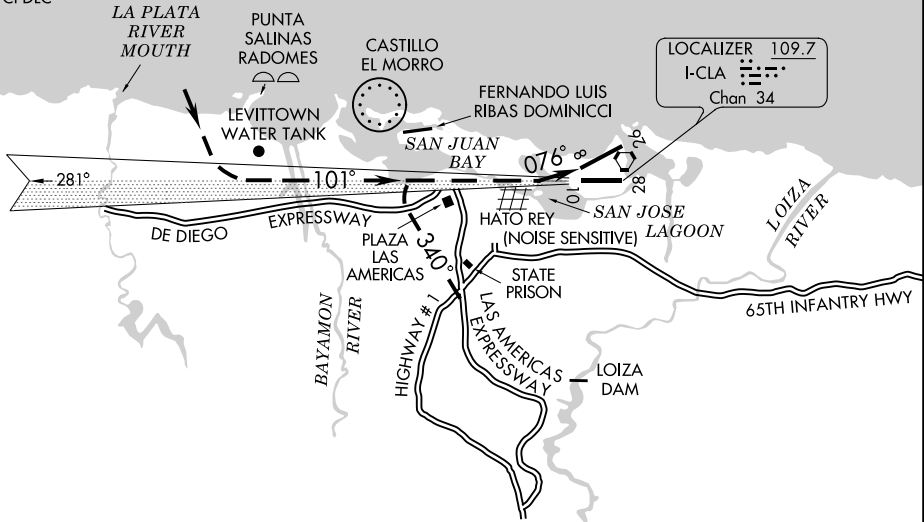 LA PLATA
RIVER
MOUTH
PUNTA
SALINAS
RADOMES
CASTILLO
EL MORRO
LOCALIZER 109.7
I-CLA
Chan 34
LEVITTOWN
WATER TANK
FERNANDO LUIS
RIBAS DOMINICCI
SAN JUAN
BAY
281°
101°
076°
8
26
10
28
DE DIEGO
EXPRESSWAY
PLAZA
LAS
AMERICAS
340°
HATO REY
(NOISE SENSITIVE)
SAN JOSE
LAGOON
LOIZA
RIVER
STATE
PRISON
65TH INFANTRY HWY
BAYAMON
RIVER
HIGHWAY # 1
LAS AMERICAS
EXPRESSWAY
LOIZA
DAM